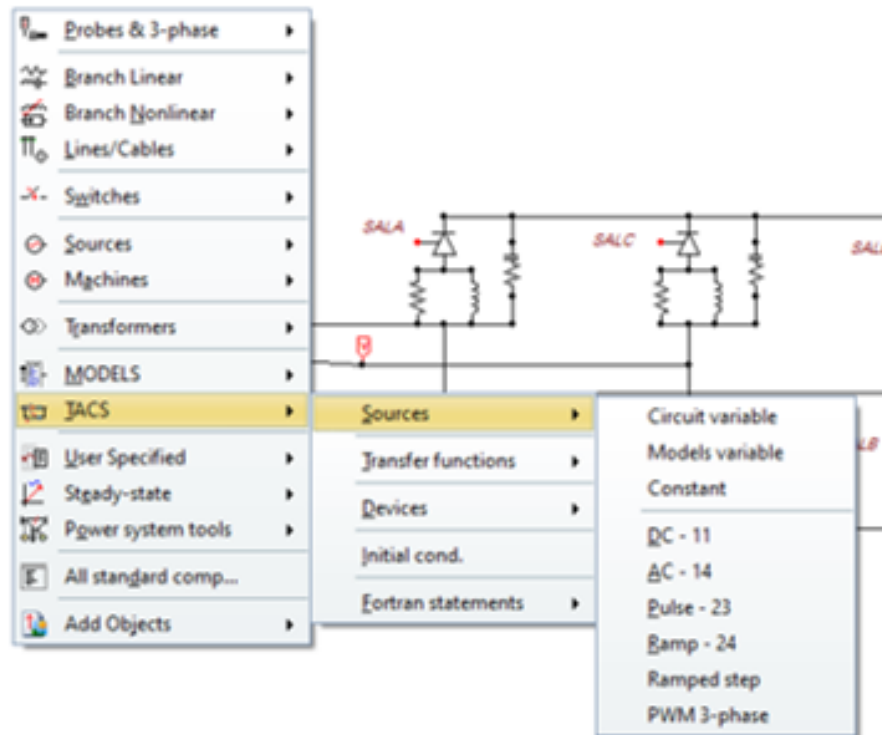 Probes & 3-phase
Branch Linear
Branch Nonlinear
Lines/Cables
Switches
Sources
Machines
Transformers
MODELS
TACS
User Specified
Steady-state
Power system tools
All standard comp...
Add Objects
Sources
Transfer functions
Devices
Initial cond.
Fortran statements
Circuit variable
Models variable
Constant
DC - 11
AC - 14
Pulse - 23
Ramp - 24
Ramped step
PWM 3-phase
SALA
SALC